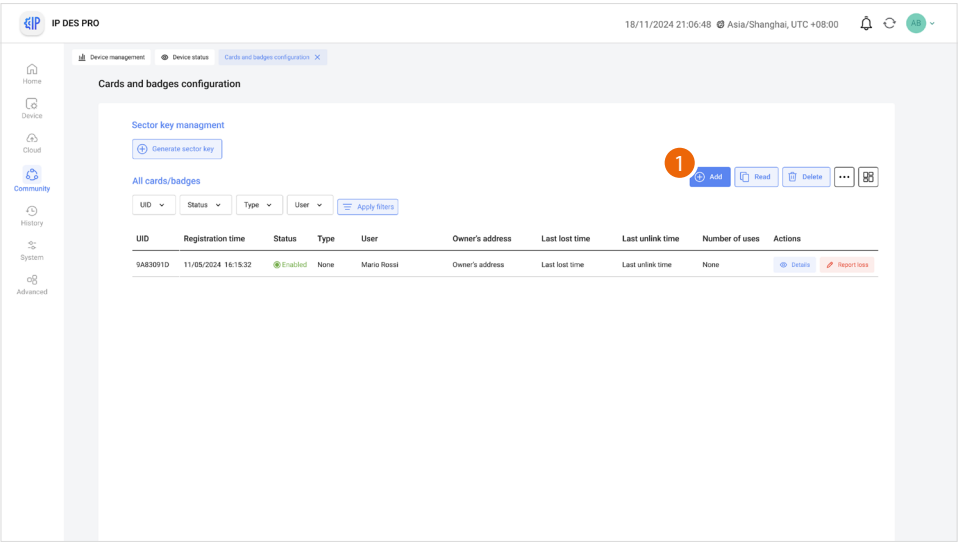 IP DES PRO
18/11/2024 21:06:48 Asia/Shanghai, UTC +08:00 AB
Device management Device status Cards and badges configuration
Home
Cards and badges configuration
Device
Sector key managment
Generate sector key
Cloud
1
Add Read Delete
All cards/badges
Community
UID Status Type User Apply filters
History
UID Registration time Status Type User Owner's address Last lost time Last unlink time Number of uses Actions
System
9A83091D 11/05/2024 16:15:32 Enabled None Mario Rossi Owner's address Last lost time Last unlink time None Details Report loss
Advanced